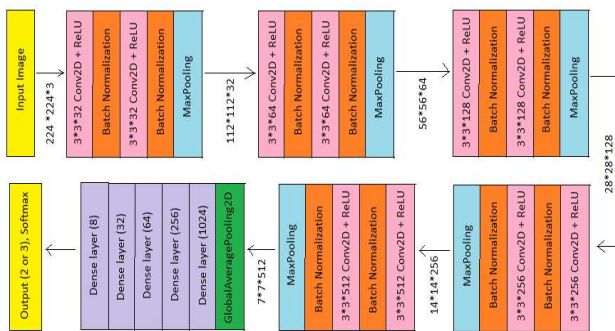 Input Image
224 *224*3
3*3*32 Conv2D + ReLU
Batch Normalization
3*3*32 Conv2D + ReLU
Batch Normalization
MaxPooling
112*112*32
3*3*64 Conv2D + ReLU
Batch Normalization
3*3*64 Conv2D + ReLU
Batch Normalization
MaxPooling
56*56*64
3*3*128 Conv2D + ReLU
Batch Normalization
3*3*128 Conv2D + ReLU
Batch Normalization
MaxPooling
28*28*128
3*3*256 Conv2D + ReLU
Batch Normalization
3*3*256 Conv2D + ReLU
Batch Normalization
MaxPooling
14*14*256
3*3*512 Conv2D + ReLU
Batch Normalization
3*3*512 Conv2D + ReLU
Batch Normalization
MaxPooling
7*7*512
GlobalAveragePooling2D
Dense layer (1024)
Dense layer (256)
Dense layer (64)
Dense layer (32)
Dense layer (8)
Output (2 or 3), Softmax